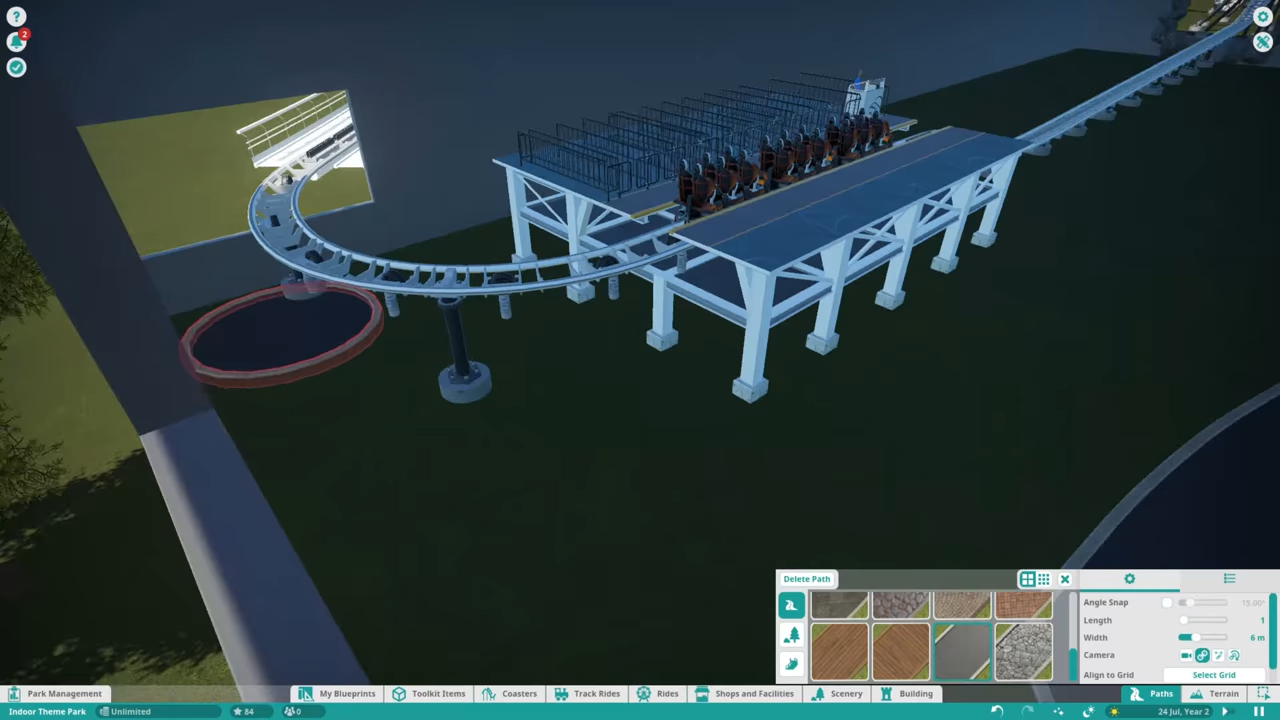 ?
2
Delete Path
Angle Snap 15.00°
Length 1
Width 6 m
Camera
Align to Grid Select Grid
Park Management
My Blueprints
Toolkit Items
Coasters
Track Rides
Rides
Shops and Facilities
Scenery
Building
Paths
Terrain
Indoor Theme Park
Unlimited
84
0
24 Jul, Year 2